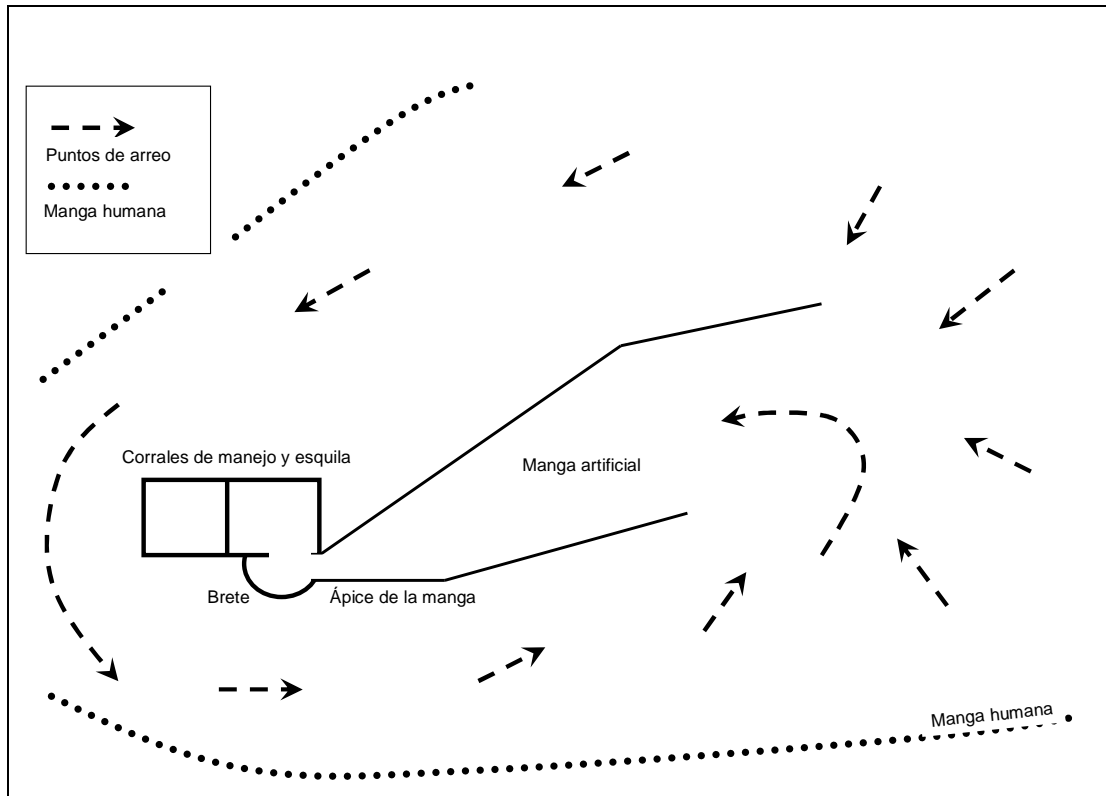 Puntos de arreo
Manga humana
Corrales de manejo y esquila
Manga artificial
Brete
Ápice de la manga
Manga humana